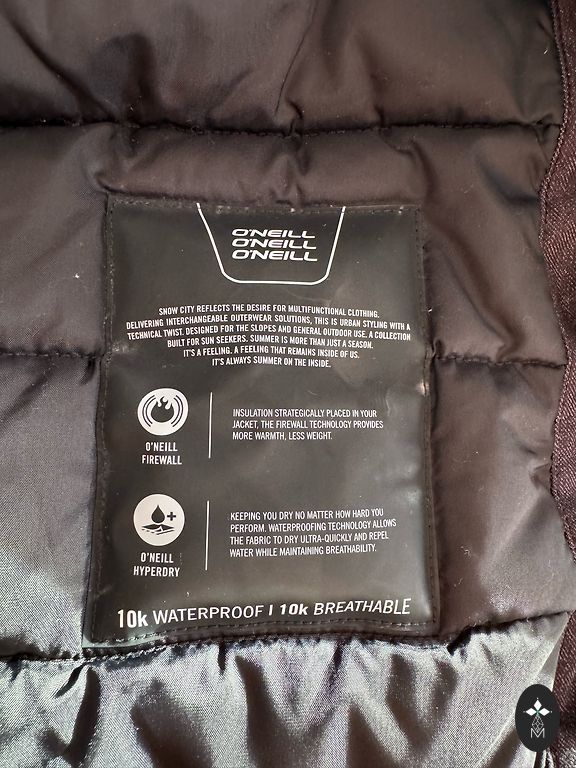 O'NEILL
O'NEILL
O'NEILL
SNOW CITY REFLECTS THE DESIRE FOR MULTIFUNCTIONAL CLOTHING.
DELIVERING INTERCHANGEABLE OUTERWEAR SOLUTIONS, THIS IS URBAN STYLING WITH A
TECHNICAL TWIST. DESIGNED FOR THE SLOPES AND GENERAL OUTDOOR USE. A COLLECTION
BUILT FOR SUN SEEKERS. SUMMER IS MORE THAN JUST A SEASON.
IT'S A FEELING. A FEELING THAT REMAINS INSIDE OF US.
IT'S ALWAYS SUMMER ON THE INSIDE.
O'NEILL
FIREWALL
INSULATION STRATEGICALLY PLACED IN YOUR
JACKET, THE FIREWALL TECHNOLOGY PROVIDES
MORE WARMTH, LESS WEIGHT.
O'NEILL
HYPERDRY
KEEPING YOU DRY NO MATTER HOW HARD YOU
PERFORM. WATERPROOFING TECHNOLOGY ALLOWS
THE FABRIC TO DRY ULTRA-QUICKLY AND REPEL
WATER WHILE MAINTAINING BREATHABILITY.
10k WATERPROOF | 10k BREATHABLE
M